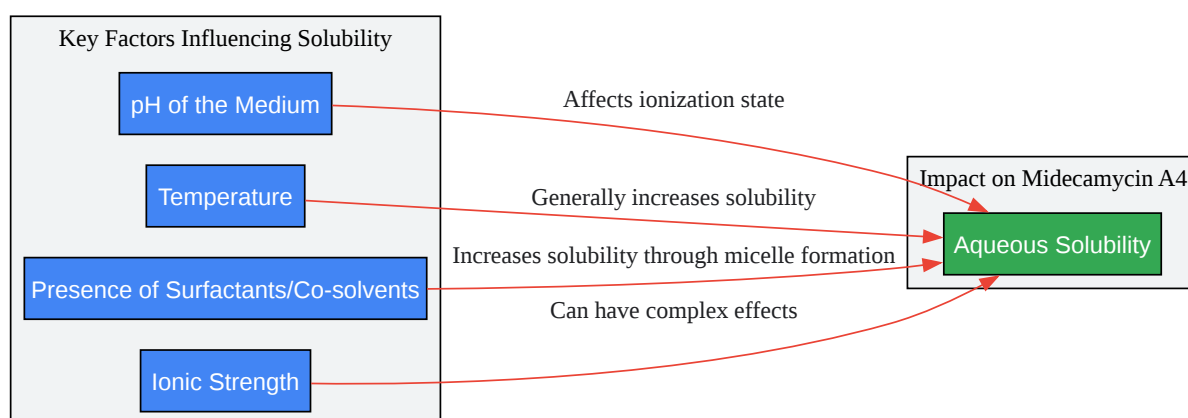 Key Factors Influencing Solubility
pH of the Medium
Affects ionization state
Impact on Midecamycin A4
Temperature
Generally increases solubility
Aqueous Solubility
Increases solubility through micelle formation
Presence of Surfactants/Co-solvents
Can have complex effects
Ionic Strength